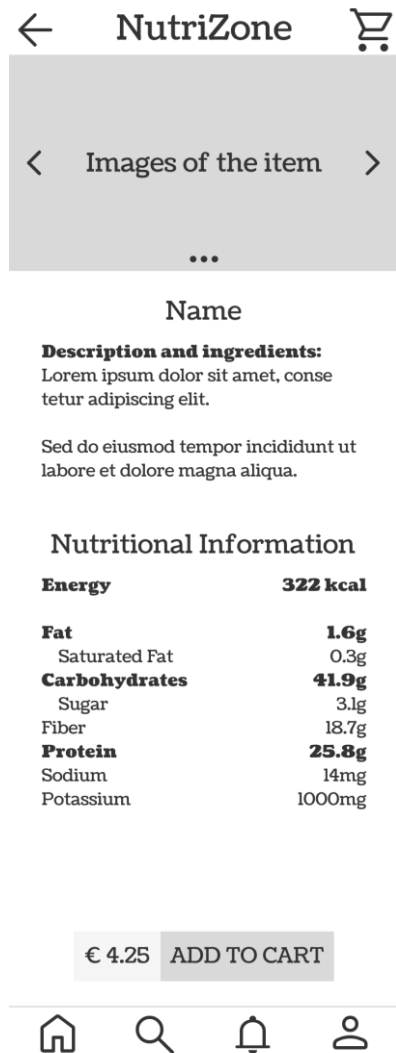 NutriZone
Images of the item
Name
Description and ingredients:
Lorem ipsum dolor sit amet, conse
tetur adipiscing elit.
Sed do eiusmod tempor incididunt ut
labore et dolore magna aliqua.
Nutritional Information
Energy 322 kcal
Fat 1.6g
Saturated Fat 0.3g
Carbohydrates 41.9g
Sugar 3.1g
Fiber 18.7g
Protein 25.8g
Sodium 14mg
Potassium 1000mg
€ 4.25 ADD TO CART